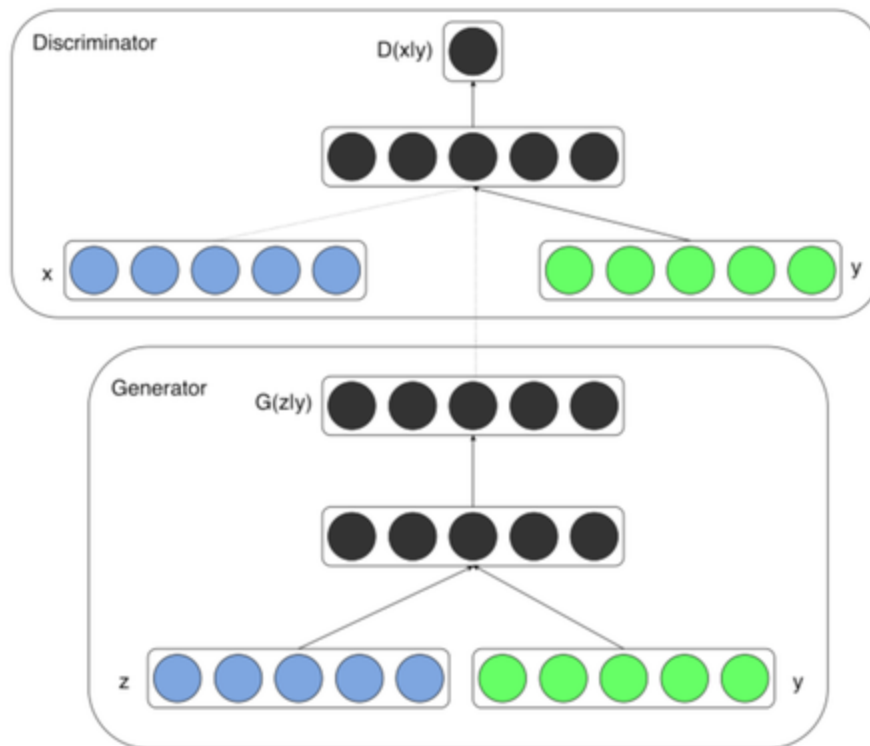 Discriminator
D(x|y)
x
y
Generator
G(z|y)
z
y